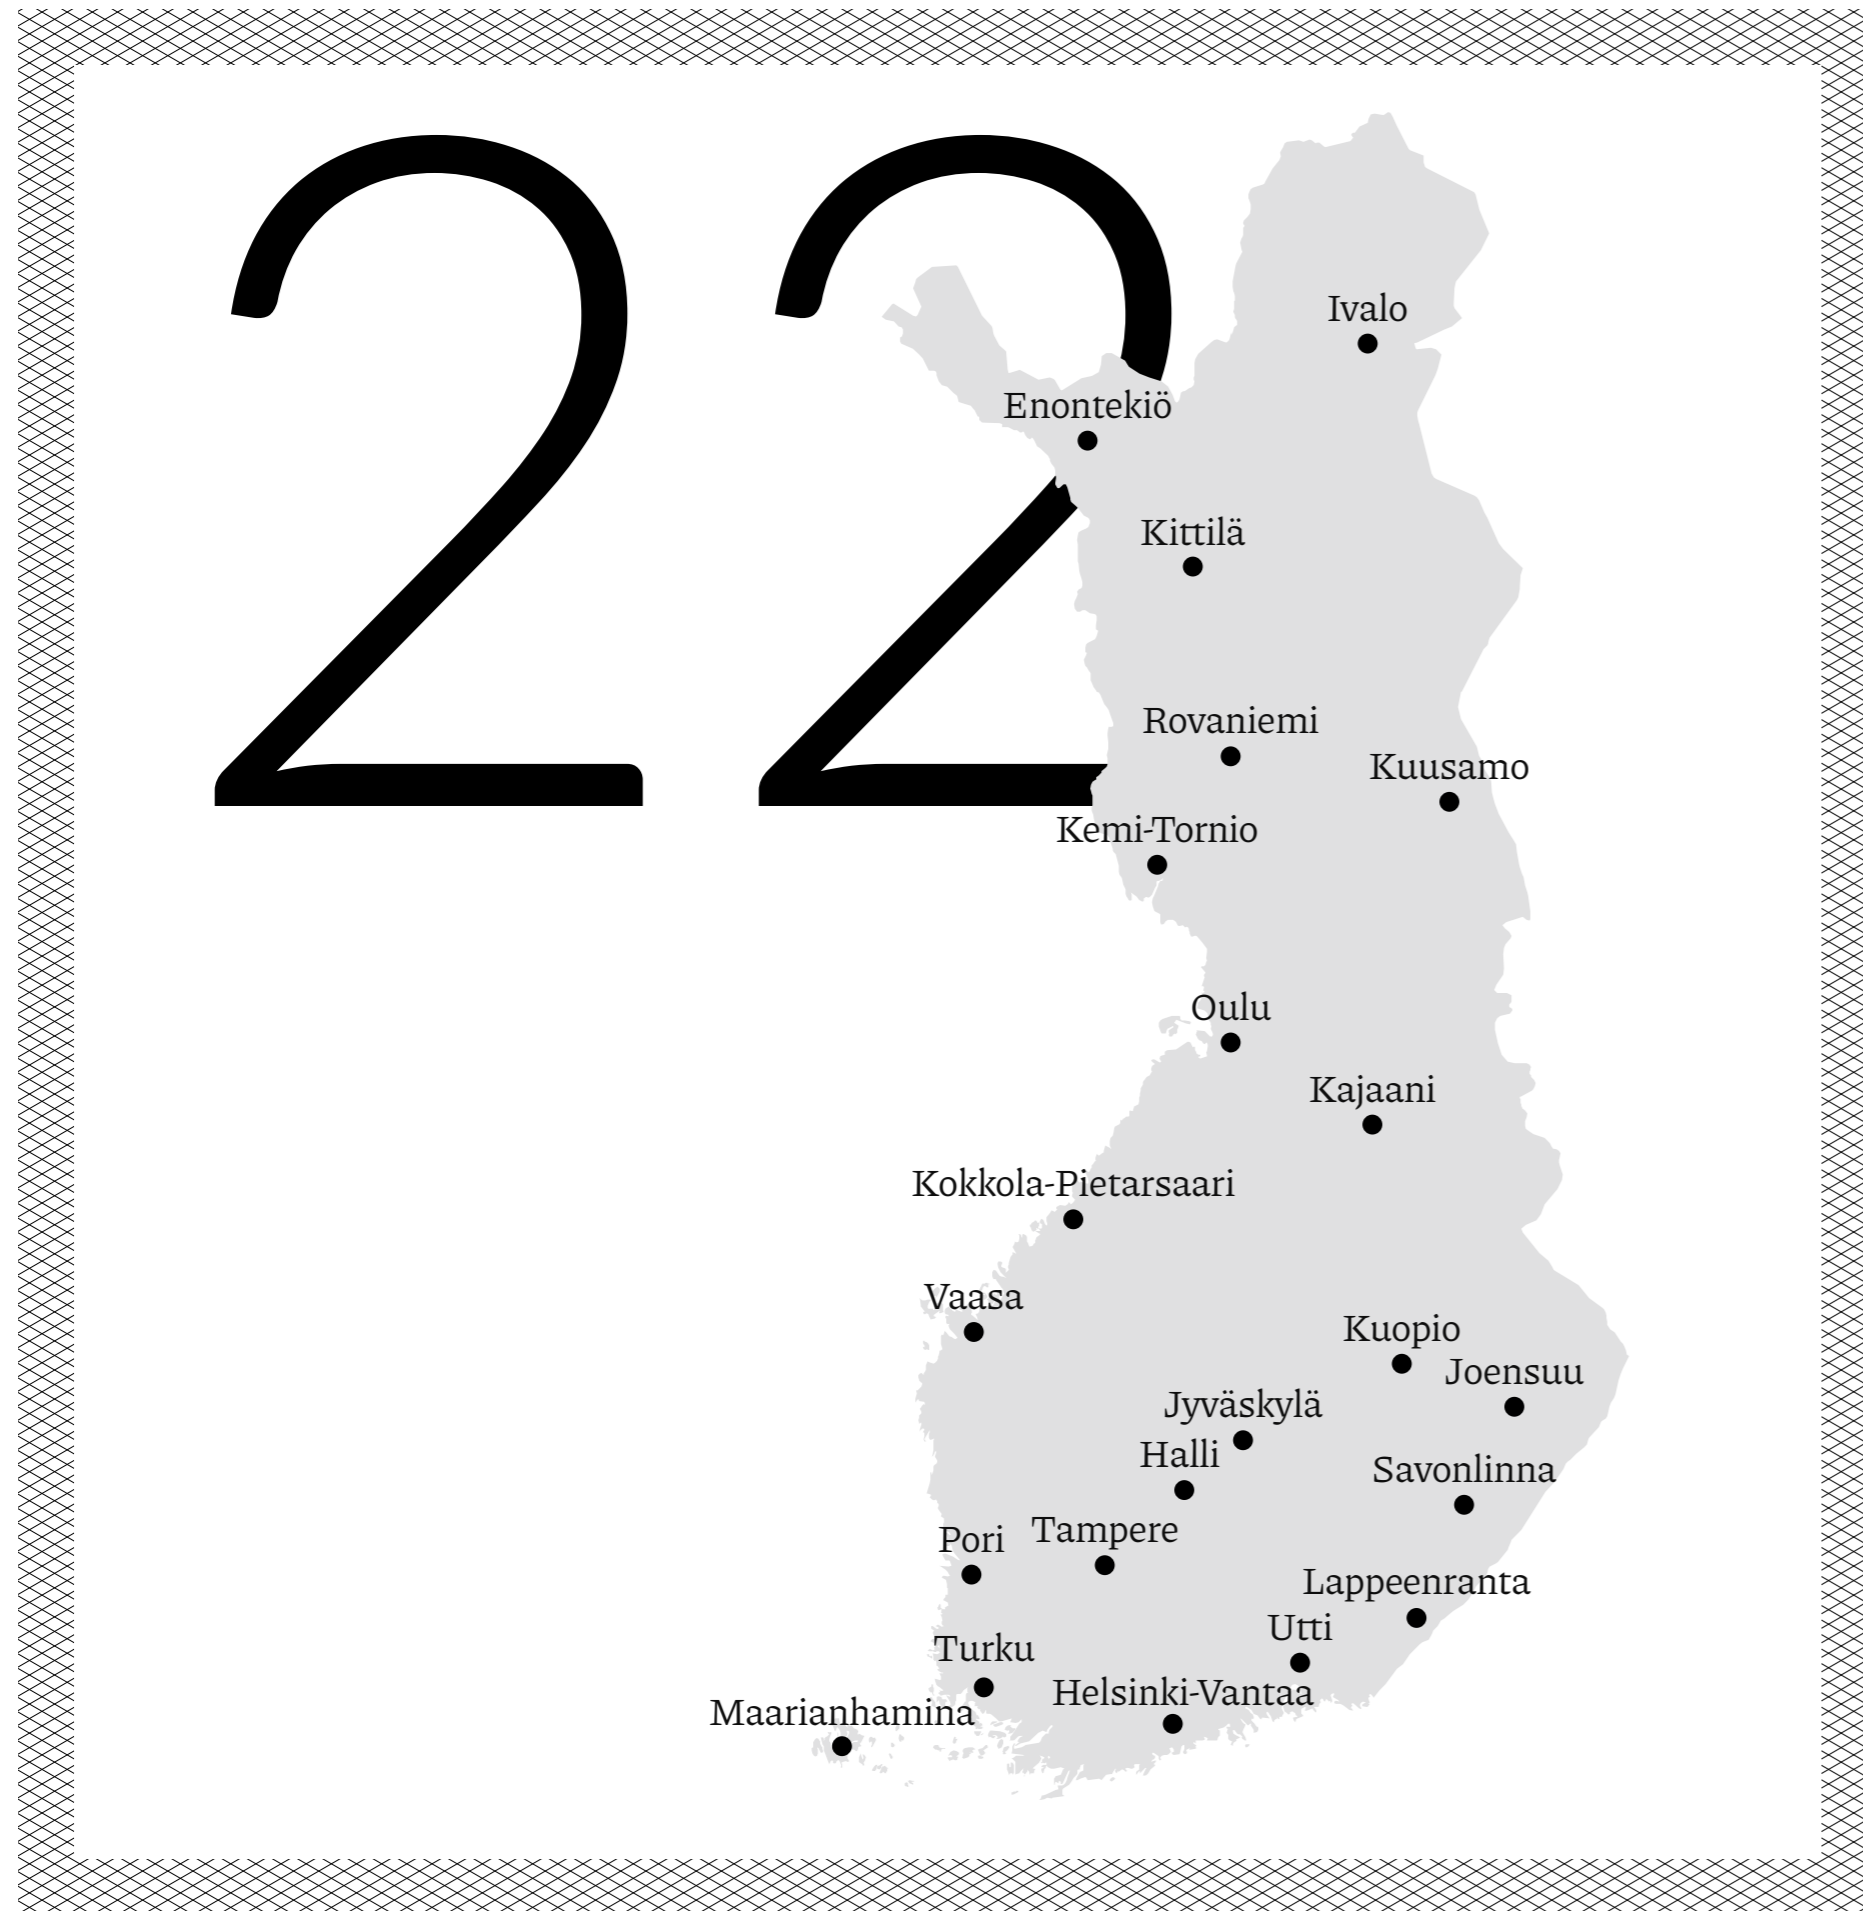 22
Ivalo
Enontekiö
Kittilä
Rovaniemi
Kuusamo
Kemi-Tornio
Oulu
Kajaani
Kokkola-Pietarsaari
Vaasa
Kuopio
Joensuu
Jyväskylä
Halli
Savonlinna
Tampere
Pori
Lappeenranta
Utti
Turku
Helsinki-Vantaa
Maarianhamina